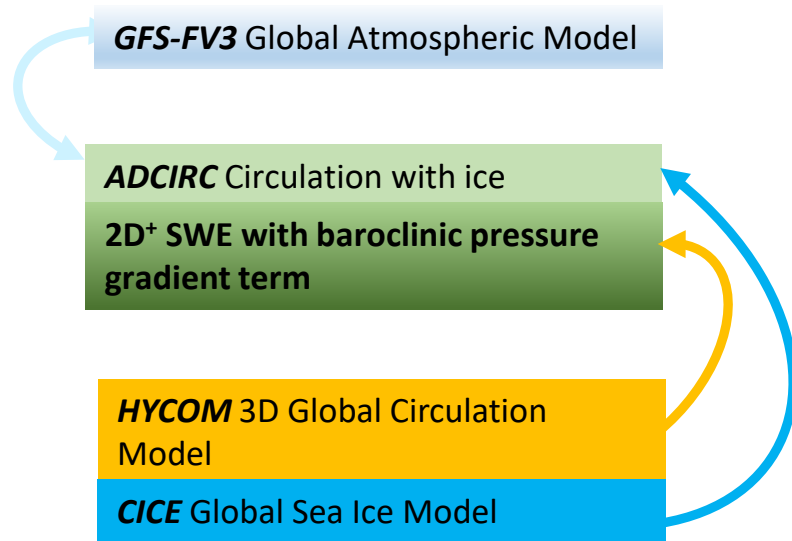 GFS-FV3 Global Atmospheric Model
ADCIRC Circulation with ice
2D⁺ SWE with baroclinic pressure
gradient term
HYCOM 3D Global Circulation
Model
CICE Global Sea Ice Model